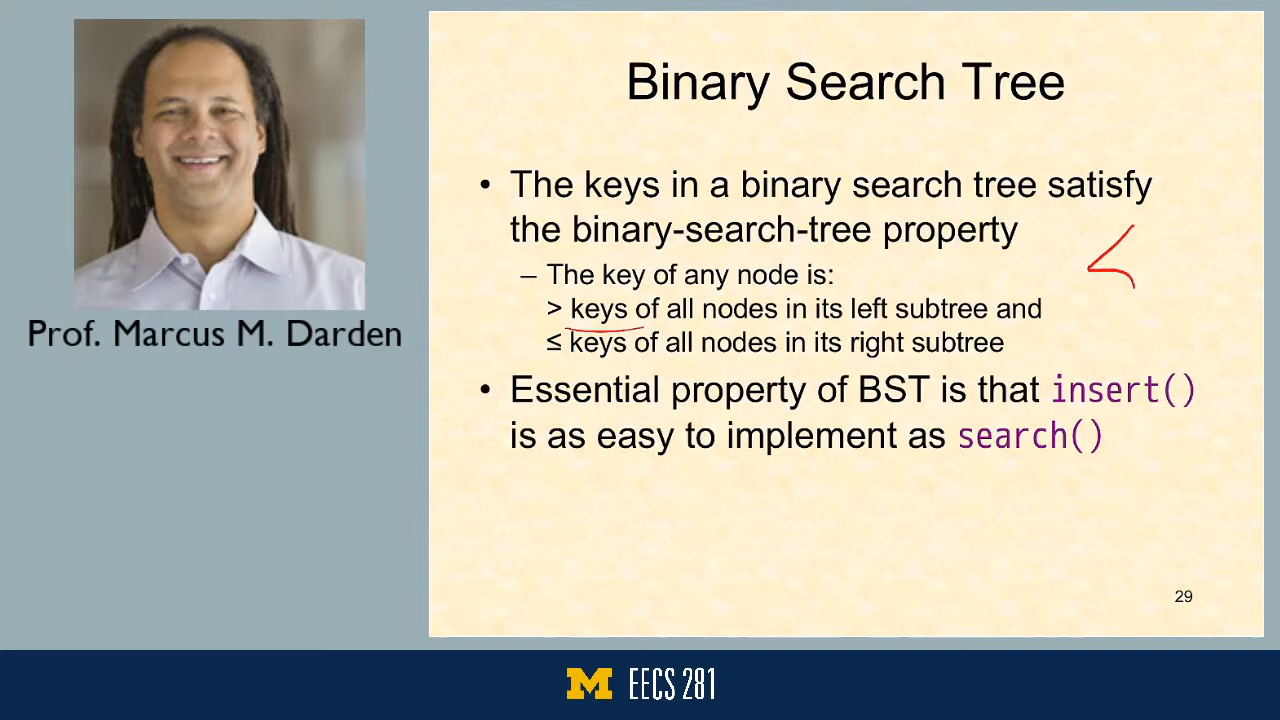 Prof. Marcus M. Darden
Binary Search Tree
• The keys in a binary search tree satisfy
the binary-search-tree property
– The key of any node is:
> keys of all nodes in its left subtree and
≤ keys of all nodes in its right subtree
• Essential property of BST is that insert()
is as easy to implement as search()
29
M EECS 281